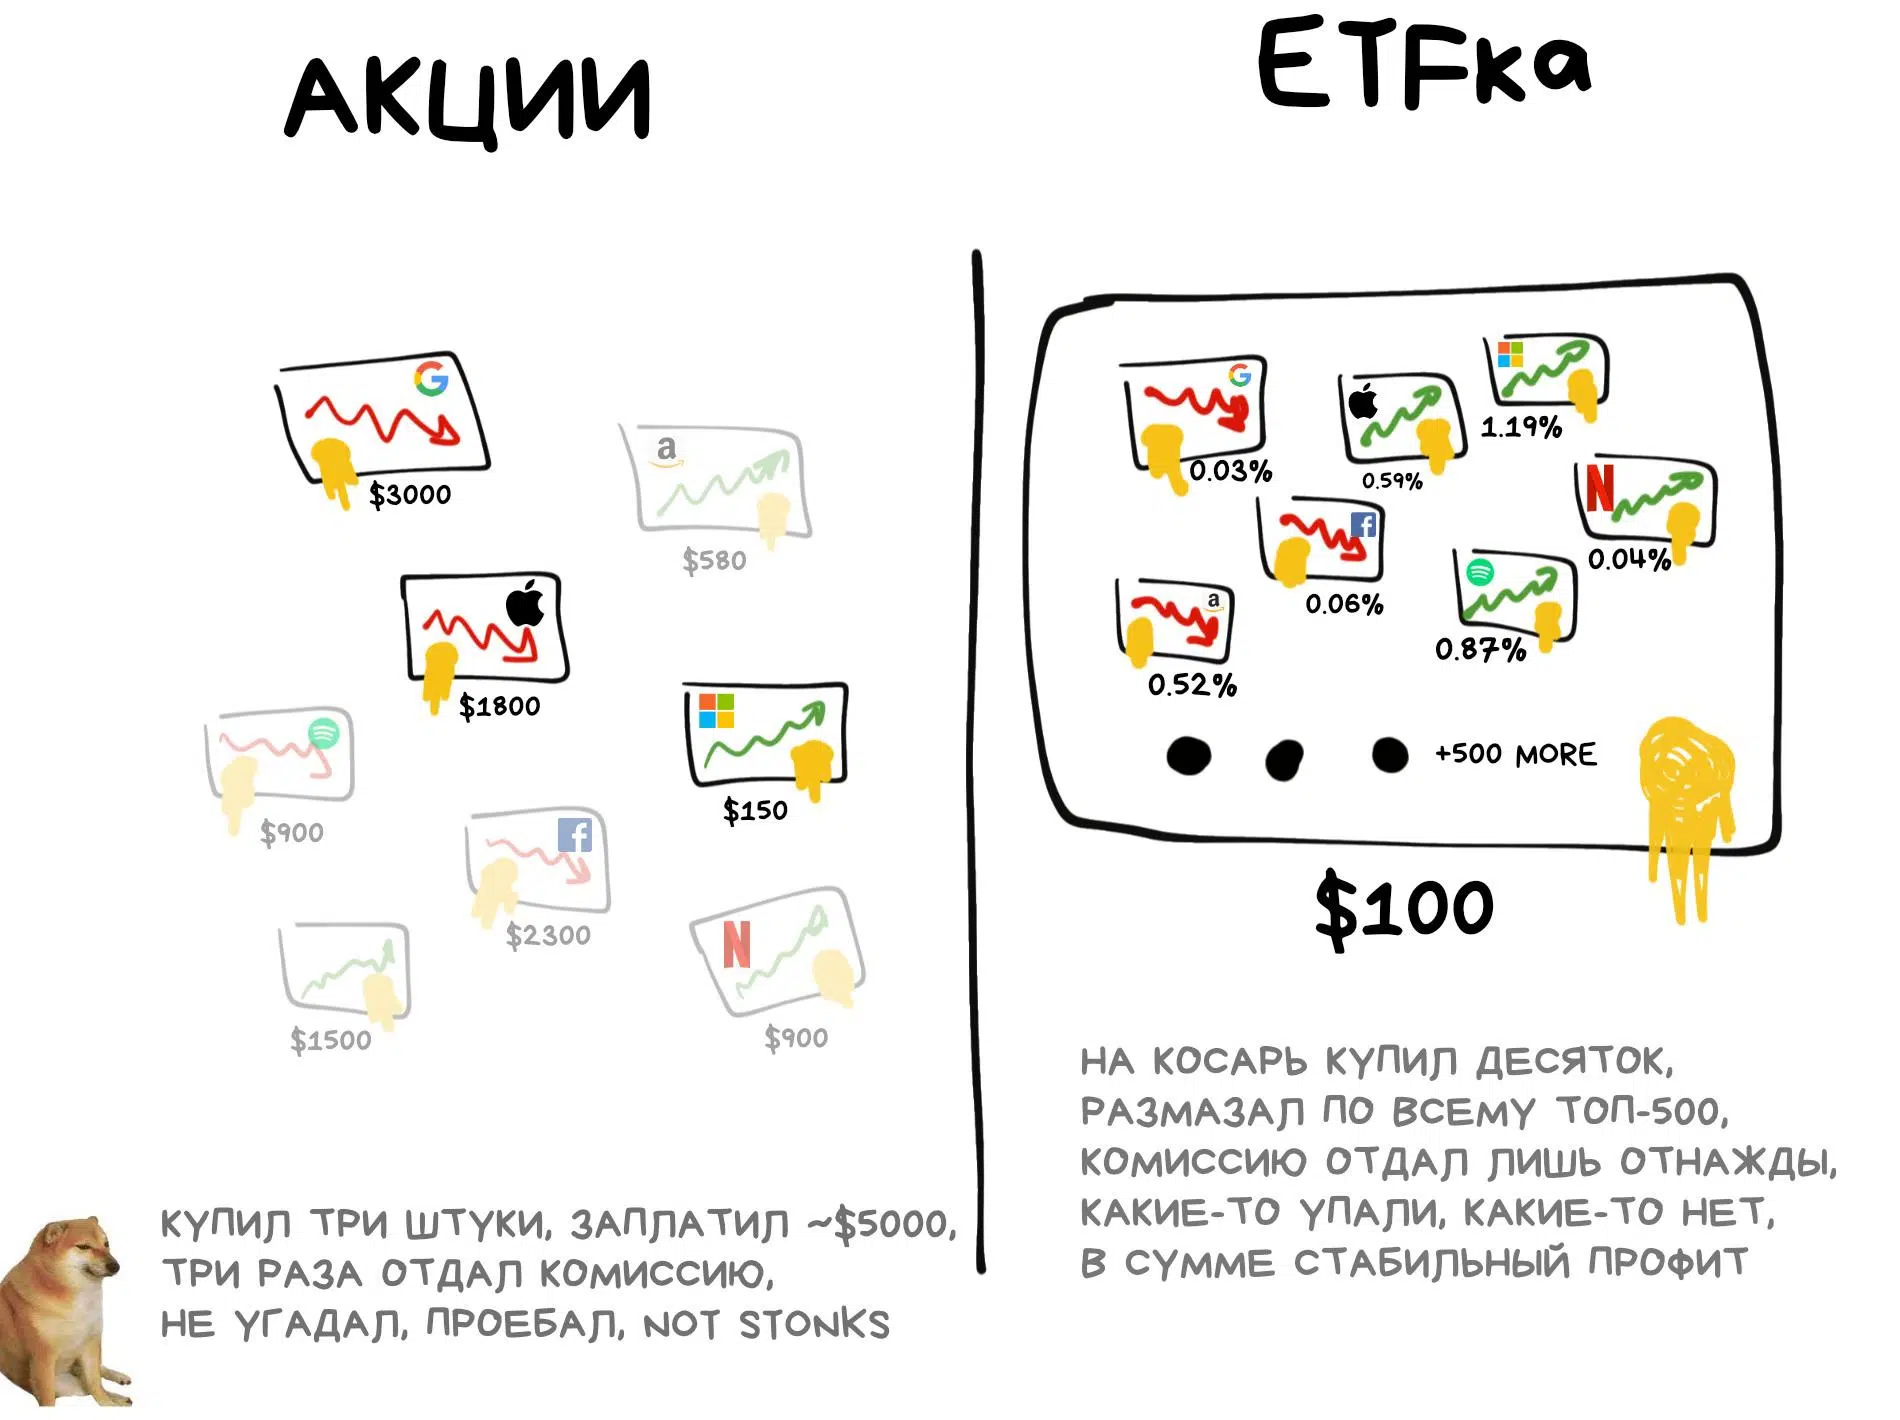 АКЦИИ
$3000
a
$580
$1800
$150
$900
f
$2300
N
$1500
$900
КУПИЛ ТРИ ШТУКИ, ЗАПЛАТИЛ ~$5000,
ТРИ РАЗА ОТДАЛ КОМИССИЮ,
НЕ УГАДАЛ, ПРОЕБАЛ, NOT STONKS
ETFка
G
0.03%
0.59%
1.19%
N
0.04%
f
0.06%
0.87%
a
0.52%
+500 MORE
$100
НА КОСАРЬ КУПИЛ ДЕСЯТОК,
РАЗМАЗАЛ ПО ВСЕМУ ТОП-500,
КОМИССИЮ ОТДАЛ ЛИШЬ ОТНАЖДЫ,
КАКИЕ-ТО УПАЛИ, КАКИЕ-ТО НЕТ,
В СУММЕ СТАБИЛЬНЫЙ ПРОФИТ